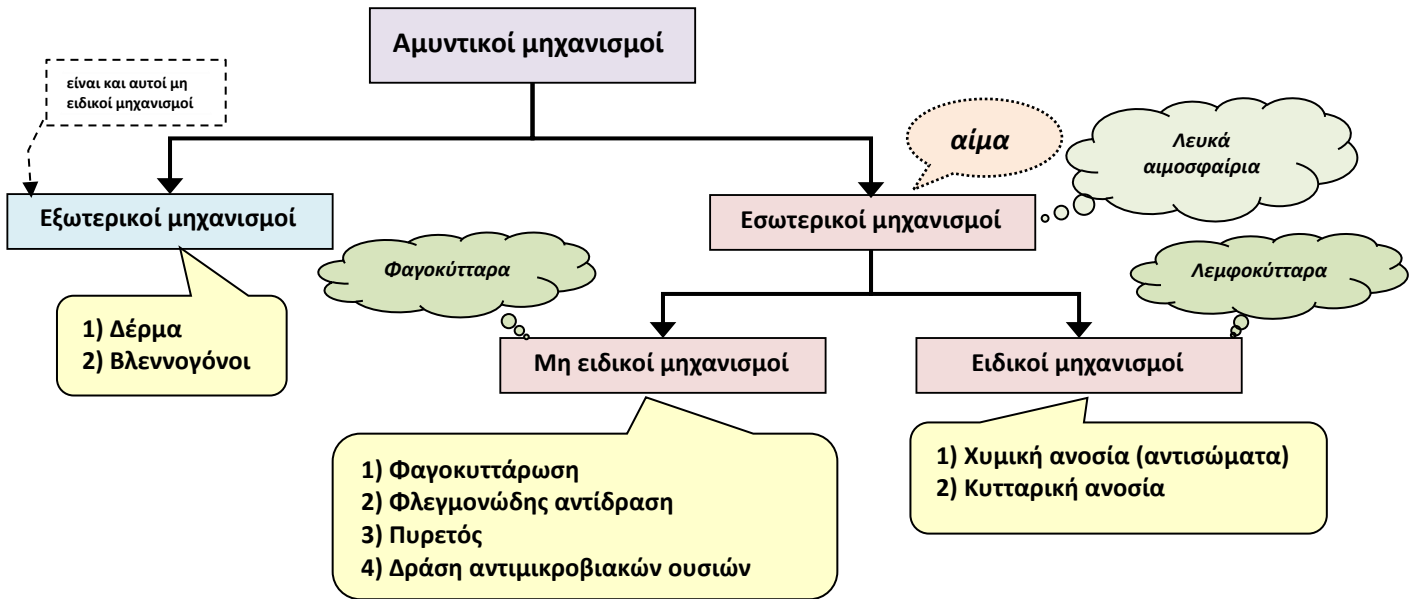 Αμυντικοί μηχανισμοί
είναι και αυτοί μη
ειδικοί μηχανισμοί
αίμα
Λευκά
αιμοσφαίρια
Εξωτερικοί μηχανισμοί
Εσωτερικοί μηχανισμοί
Φαγοκύτταρα
Λεμφοκύτταρα
1) Δέρμα
2) Βλεννογόνοι
Μη ειδικοί μηχανισμοί
Ειδικοί μηχανισμοί
1) Φαγοκυττάρωση
2) Φλεγμονώδης αντίδραση
3) Πυρετός
4) Δράση αντιμικροβιακών ουσιών
1) Χυμική ανοσία (αντισώματα)
2) Κυτταρική ανοσία